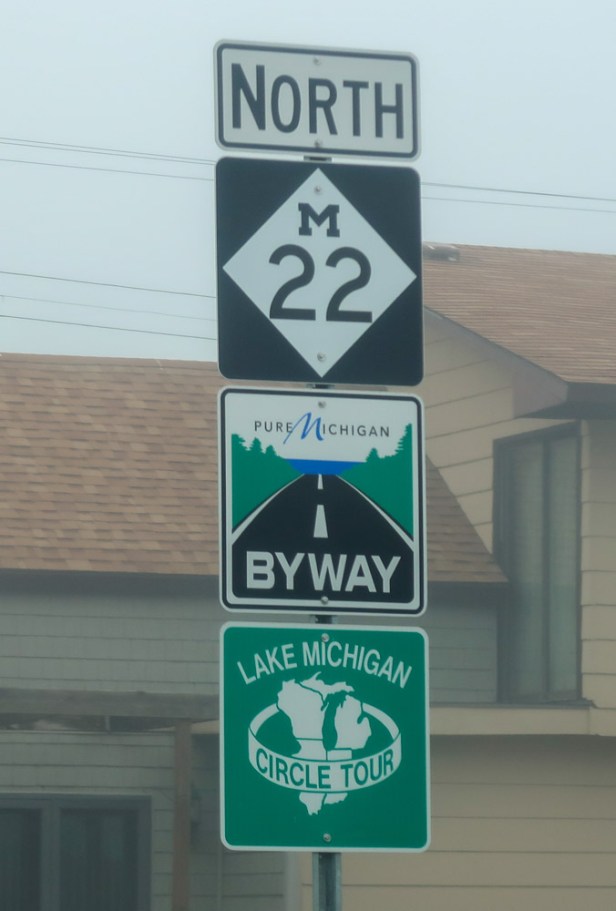 NORTH
M
22
PURE MICHIGAN
BYWAY
LAKE MICHIGAN
CIRCLE TOUR